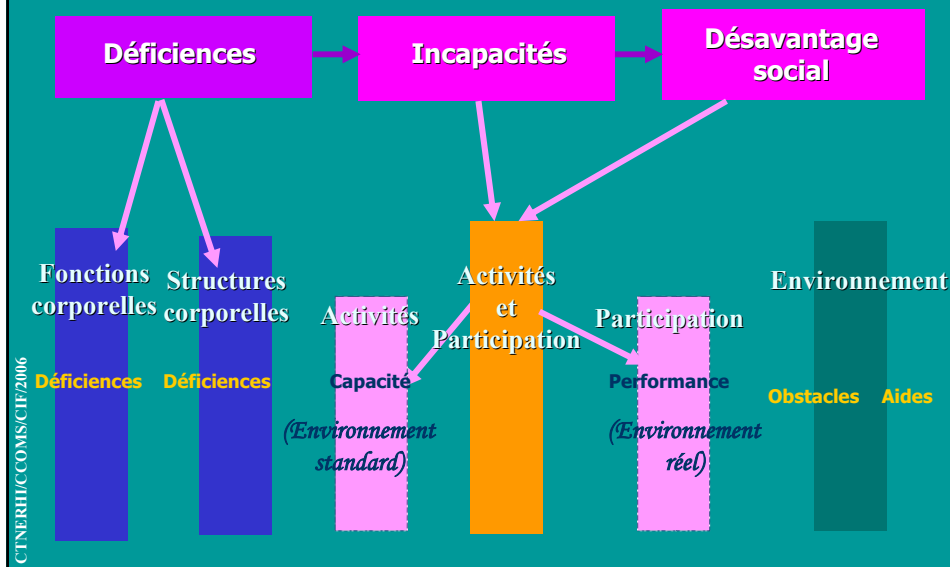 Déficiences
Incapacités
Désavantage
social
Fonctions
corporelles
Déficiences
Structures
corporelles
Déficiences
Activités
Capacité
(Environnement
standard)
Activités
et
Participation
Participation
Performance
(Environnement
réel)
Environnement
Obstacles Aides
CTNERHI/CCOMS/CIF/2006